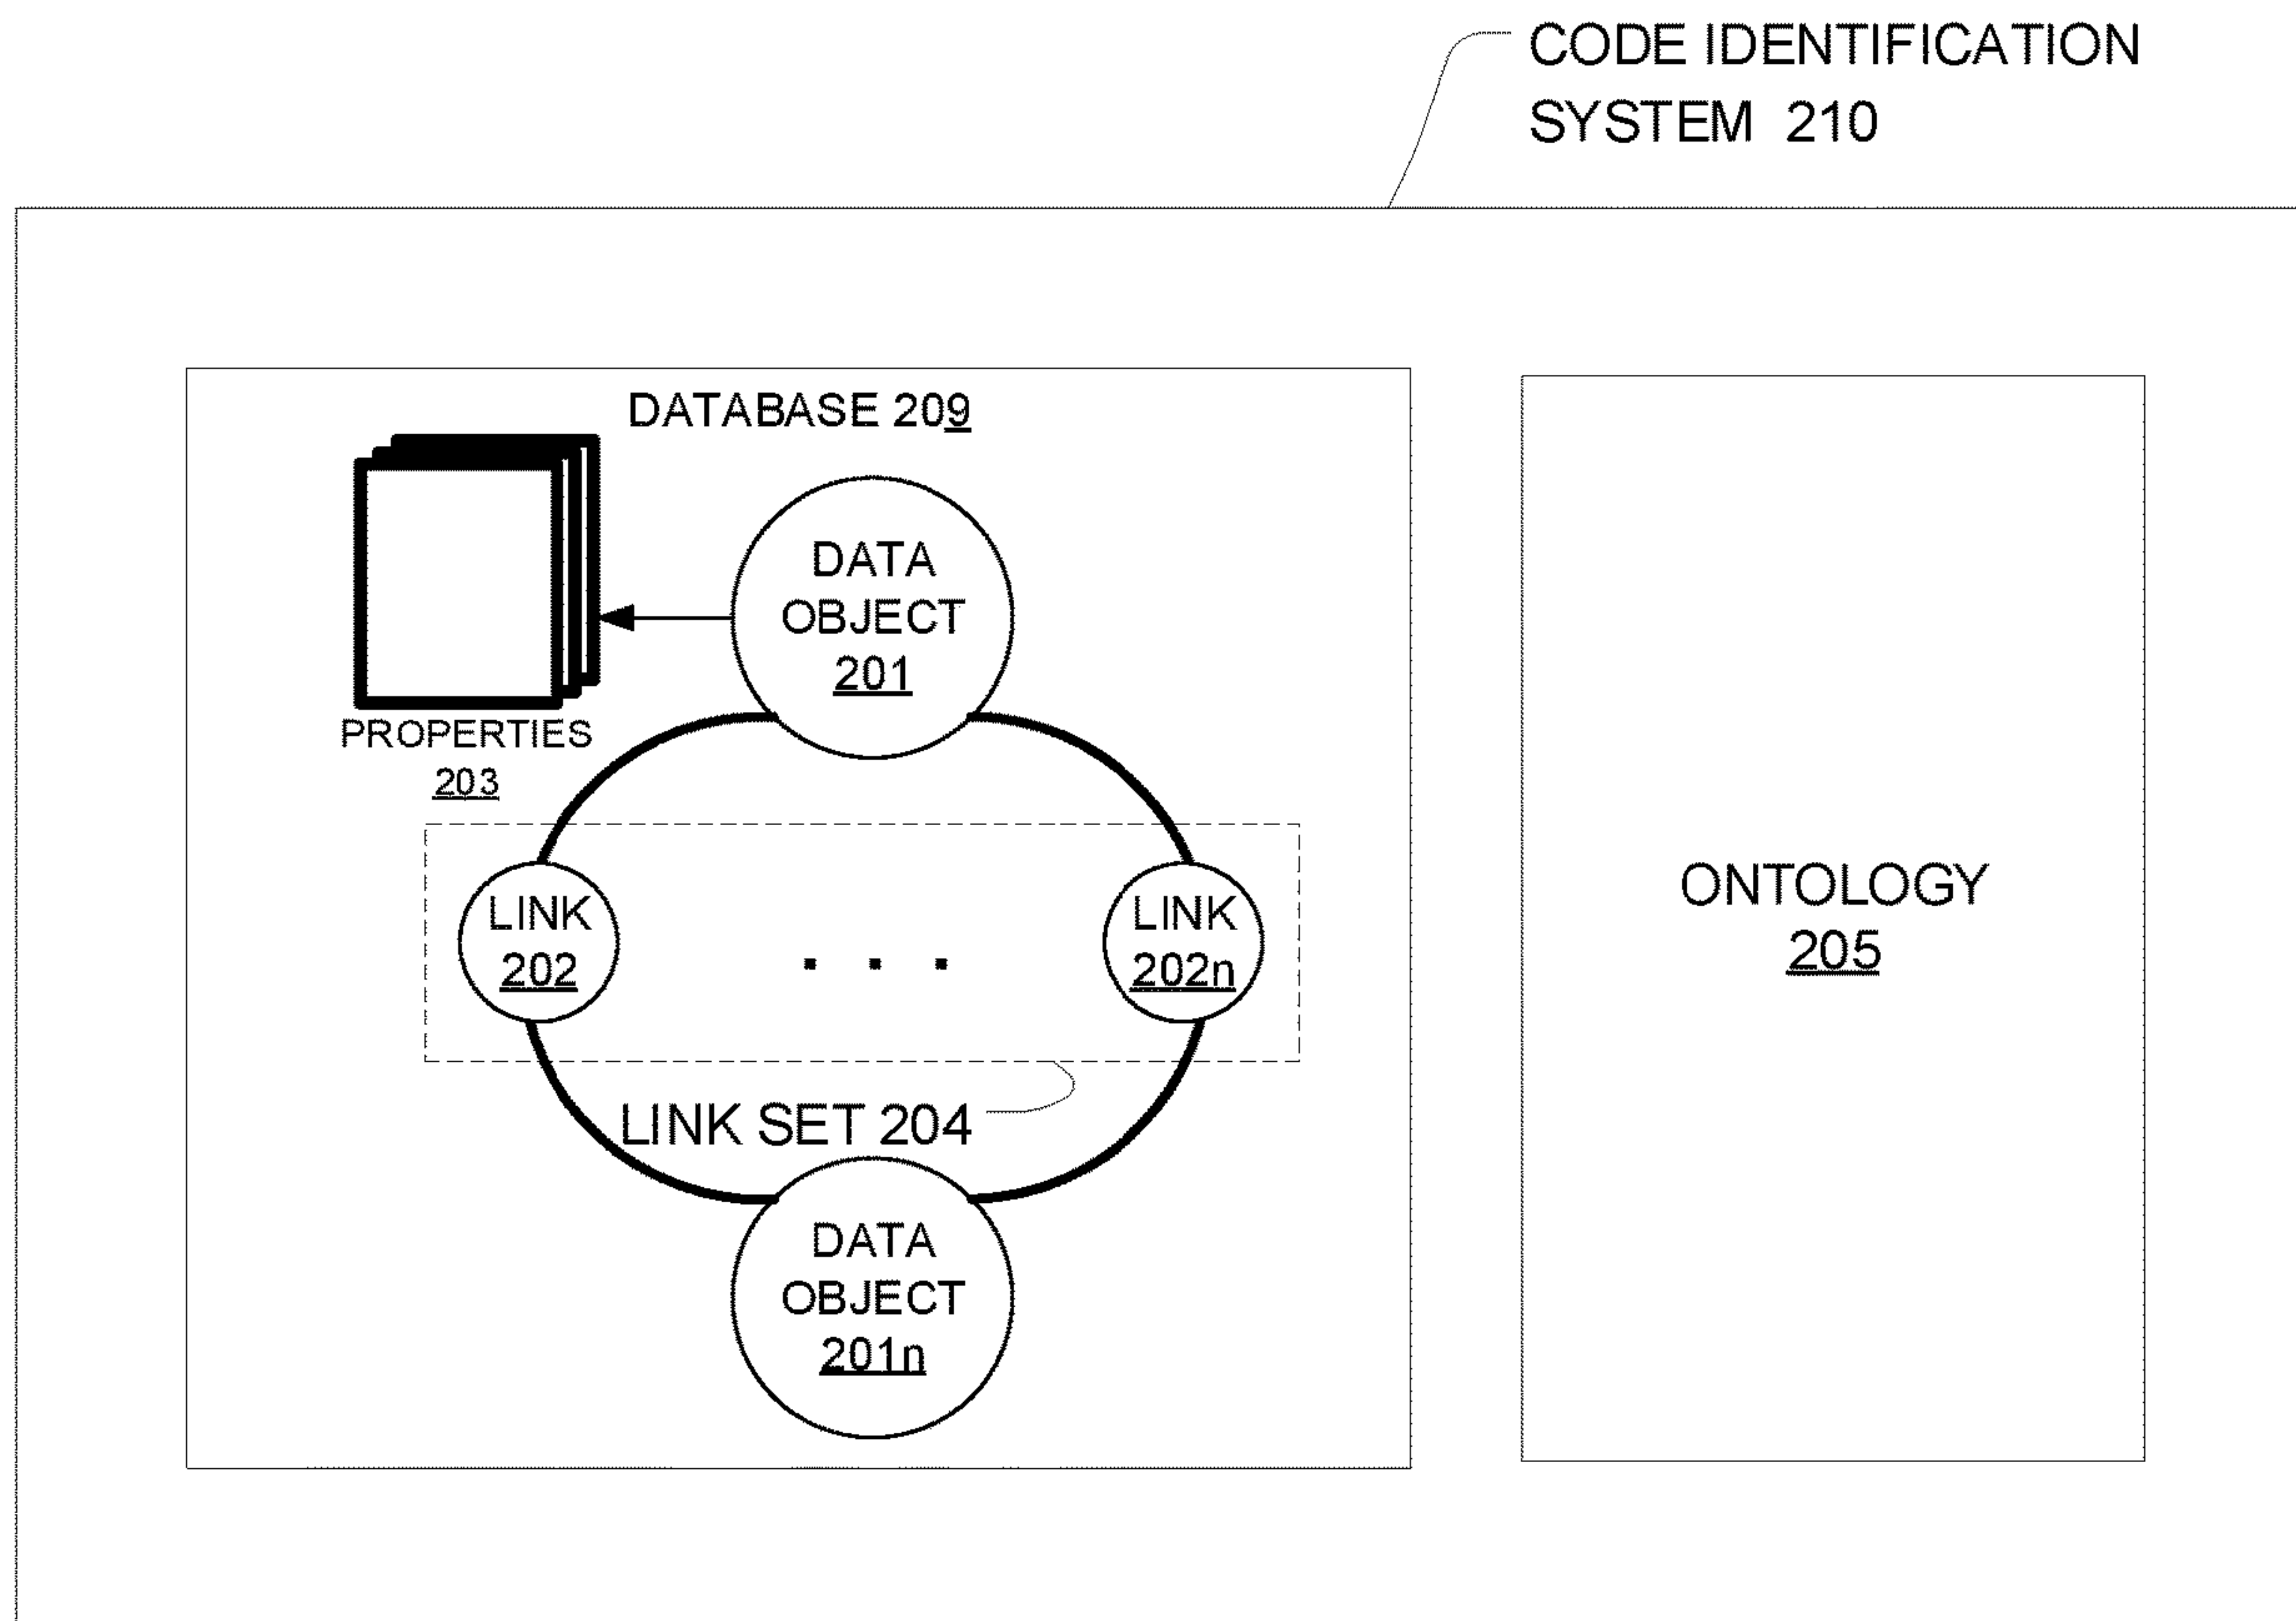 CODE IDENTIFICATION
SYSTEM 210
DATABASE 209
DATA
OBJECT
201
PROPERTIES
203
LINK
202
. . .
LINK
202n
LINK SET 204
DATA
OBJECT
201n
ONTOLOGY
205